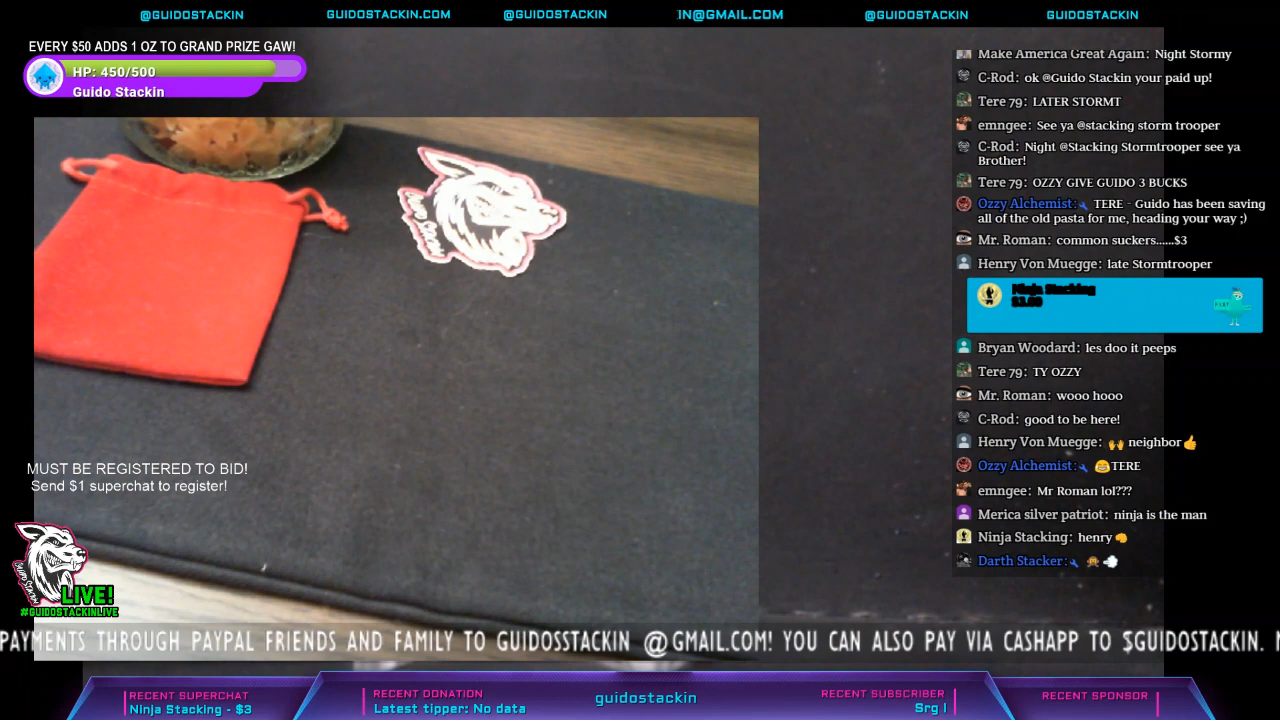 @GUIDOSTACKIN GUIDOSTACKIN.COM @GUIDOSTACKIN IN@GMAIL.COM @GUIDOSTACKIN GUIDOSTACKIN
EVERY $50 ADDS 1 OZ TO GRAND PRIZE GAW!
HP: 450/500
Guido Stackin
Make America Great Again: Night Stormy
C-Rod: ok @Guido Stackin your paid up!
Tere 79: LATER STORMT
emngee: See ya @stacking storm trooper
C-Rod: Night @Stacking Stormtrooper see ya
Brother!
Tere 79: OZZY GIVE GUIDO 3 BUCKS
Ozzy Alchemist: TERE - Guido has been saving
all of the old pasta for me, heading your way ;)
Mr. Roman: common suckers......$3
Henry Von Muegge: late Stormtrooper
Ninja Stacking
$3.00
Bryan Woodard: les doo it peeps
Tere 79: TY OZZY
Mr. Roman: wooo hooo
C-Rod: good to be here!
Henry Von Muegge: 🙌 neighbor👍
Ozzy Alchemist: 😂TERE
emngee: Mr Roman lol???
Merica silver patriot: ninja is the man
Ninja Stacking: henry👊
Darth Stacker:
MUST BE REGISTERED TO BID!
Send $1 superchat to register!
GUIDO STACKIN
LIVE!
#GUIDOSTACKINLIVE
PAYMENTS THROUGH PAYPAL FRIENDS AND FAMILY TO GUIDOSSTACKIN @GMAIL.COM! YOU CAN ALSO PAY VIA CASHAPP TO $GUIDOSTACKIN.
RECENT SUPERCHAT
Ninja Stacking - $3
RECENT DONATION
Latest tipper: No data
guidostackin
RECENT SUBSCRIBER
Srg I
RECENT SPONSOR